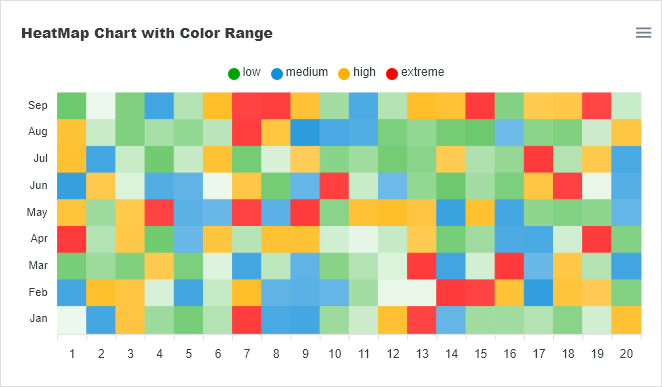 HeatMap Chart with Color Range
low medium high extreme
Sep
Aug
Jul
Jun
May
Apr
Mar
Feb
Jan
1 2 3 4 5 6 7 8 9 10 11 12 13 14 15 16 17 18 19 20